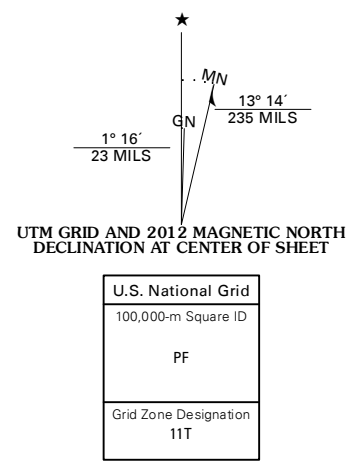 ★
MN
GN
13° 14´
235 MILS
1° 16´
23 MILS
UTM GRID AND 2012 MAGNETIC NORTH
DECLINATION AT CENTER OF SHEET
U.S. National Grid
100,000-m Square ID
PF
Grid Zone Designation
11T